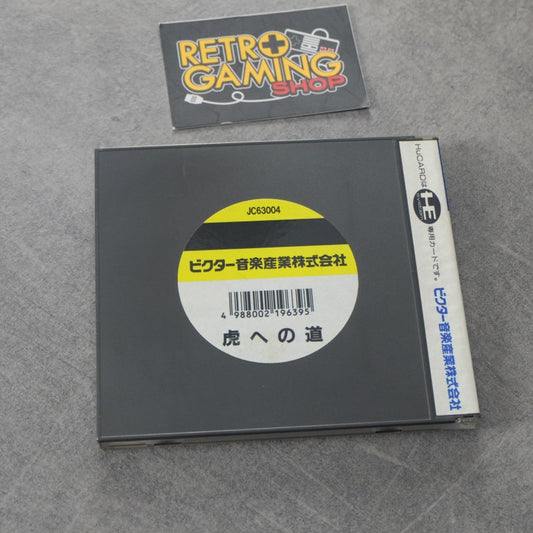 RETRO
GAMING
SHOP
JC63004
ビクター音楽産業株式会社
4 988002 196395
虎への道
HuCARDは
HE
専用カードです。
ビクター音楽産業株式会社